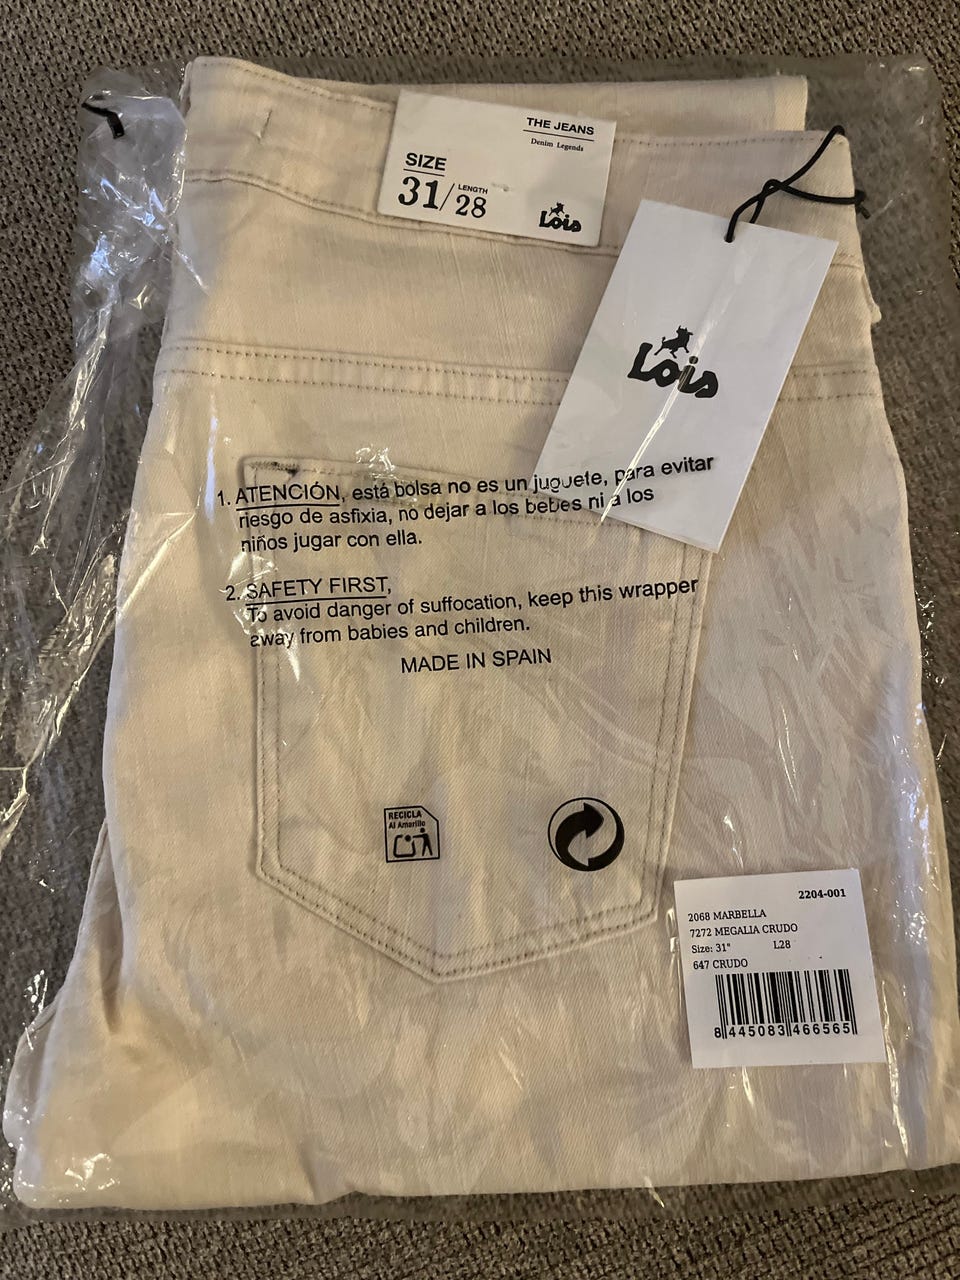 THE JEANS
Denim Legends
SIZE
31/
LENGTH
28
Lois
Lois
1. ATENCIÓN, está bolsa no es un juguete, para evitar
riesgo de asfixia, no dejar a los bebes ni a los
niños jugar con ella.
2. SAFETY FIRST,
To avoid danger of suffocation, keep this wrapper
away from babies and children.
MADE IN SPAIN
RECICLA
Al Amarillo
2204-001
2068 MARBELLA
7272 MEGALIA CRUDO
Size: 31" L28
647 CRUDO
8 445083 466565